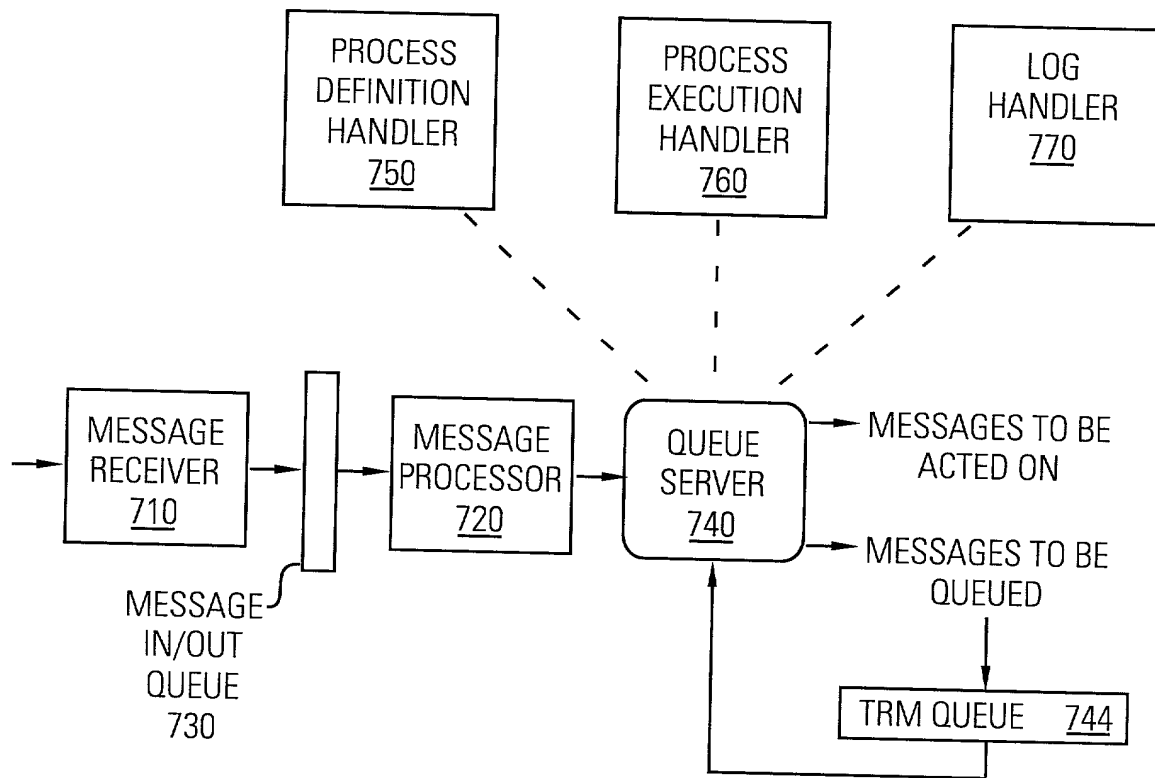 PROCESS
DEFINITION
HANDLER
750
PROCESS
EXECUTION
HANDLER
760
LOG
HANDLER
770
MESSAGE
RECEIVER
710
MESSAGE
IN/OUT
QUEUE
730
MESSAGE
PROCESSOR
720
QUEUE
SERVER
740
MESSAGES TO BE
ACTED ON
MESSAGES TO BE
QUEUED
TRM QUEUE 744